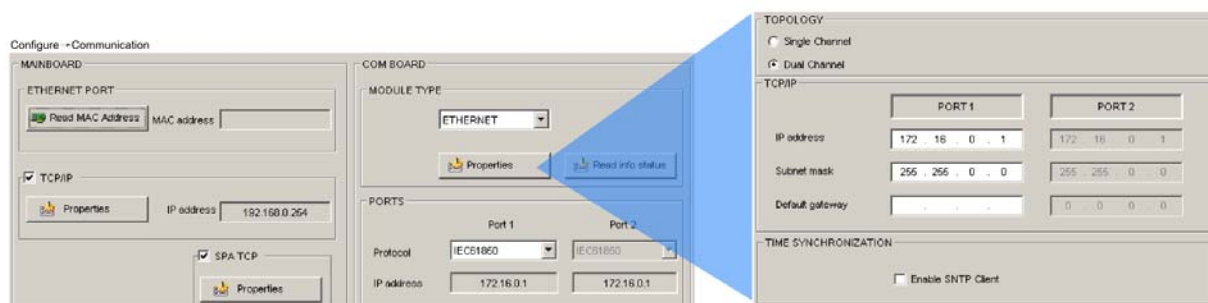 Configure - Communication
MAINBOARD
ETHERNET PORT
Read MAC Address MAC address
TCP/IP
Properties IP address 192.168.0.254
SPA TCP
Properties
COM BOARD
MODULE TYPE
ETHERNET
Properties Read info status
PORTS
Port 1 Port 2
Protocol IEC61850 IEC61850
IP address 172.16.0.1 172.16.0.1
TOPOLOGY
Single Channel
Dual Channel
TCP/IP
PORT 1 PORT 2
IP address 172 . 16 . 0 . 1 172 16 0 1
Subnet mask 255 . 255 . 0 . 0 255 . 255 . 0 . 0
Default gateway . . . 0 . 0 . 0 . 0
TIME SYNCHRONIZATION
Enable SNTP Client